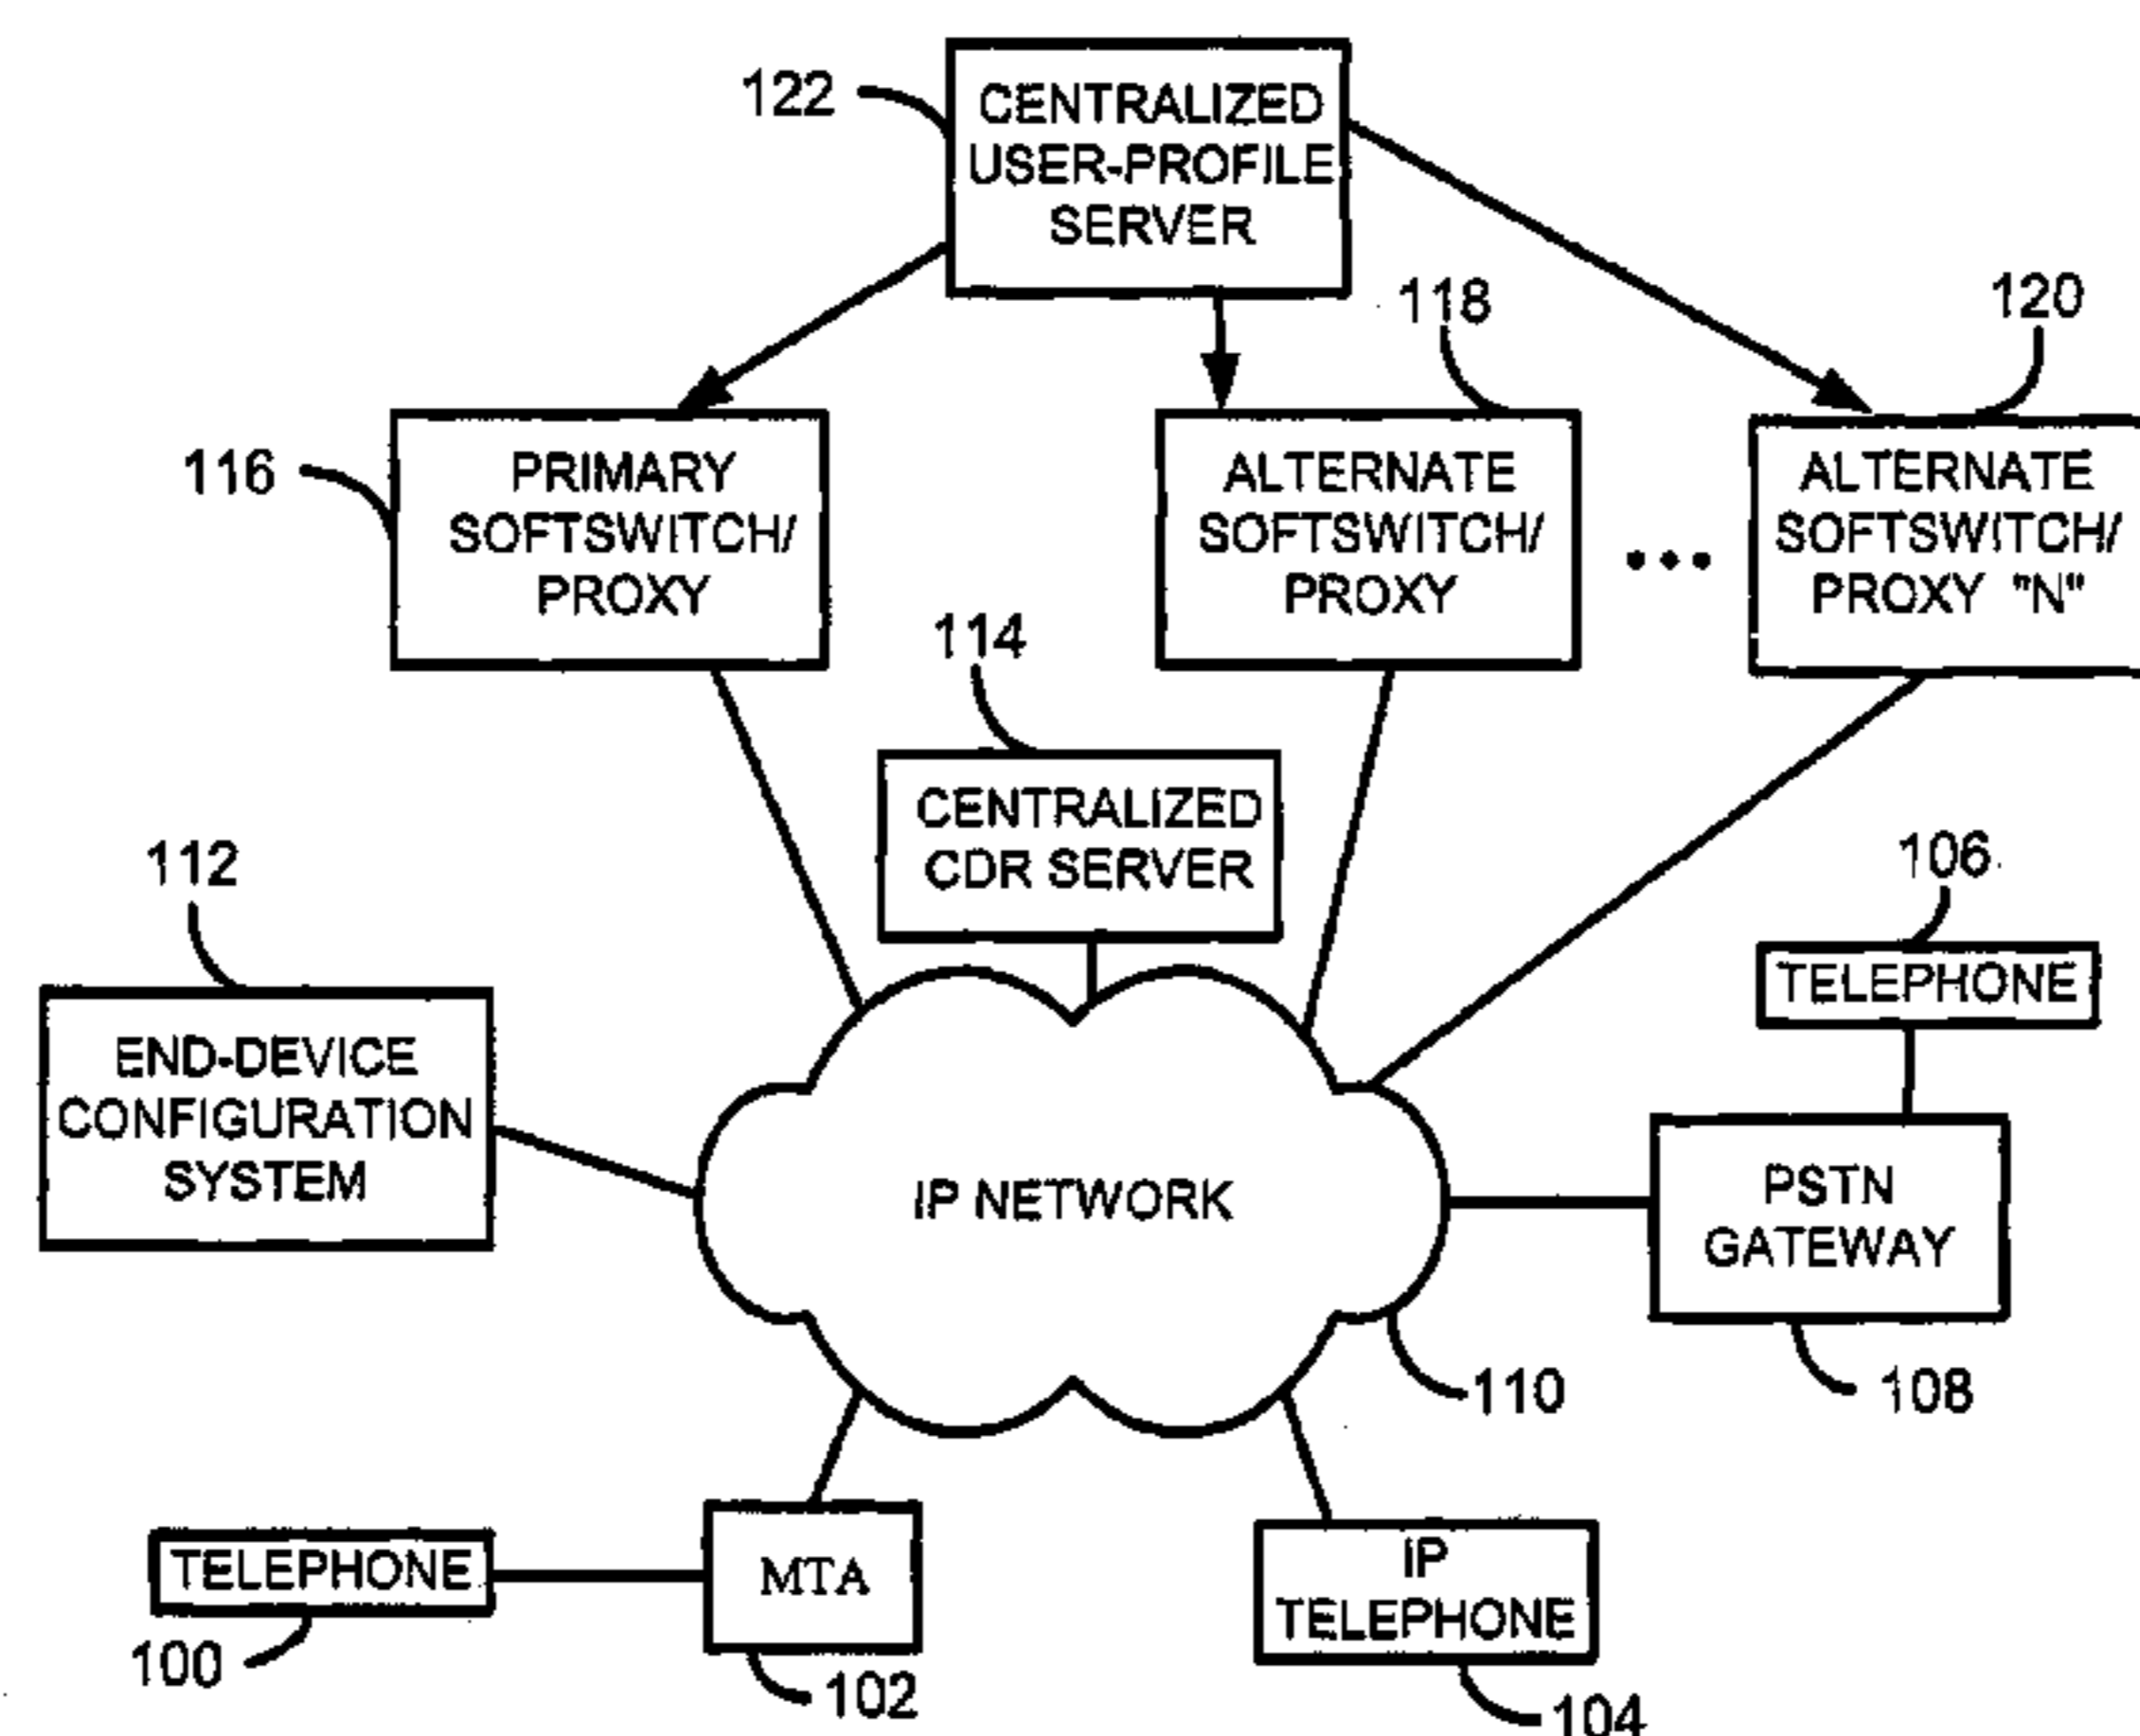 122
CENTRALIZED
USER-PROFILE
SERVER
118
120
116
PRIMARY
SOFTSWITCH/
PROXY
ALTERNATE
SOFTSWITCH/
PROXY
...
ALTERNATE
SOFTSWITCH/
PROXY "N"
114
CENTRALIZED
CDR SERVER
112
106
TELEPHONE
END-DEVICE
CONFIGURATION
SYSTEM
IP NETWORK
PSTN
GATEWAY
110
108
TELEPHONE
MTA
IP
TELEPHONE
100
102
104